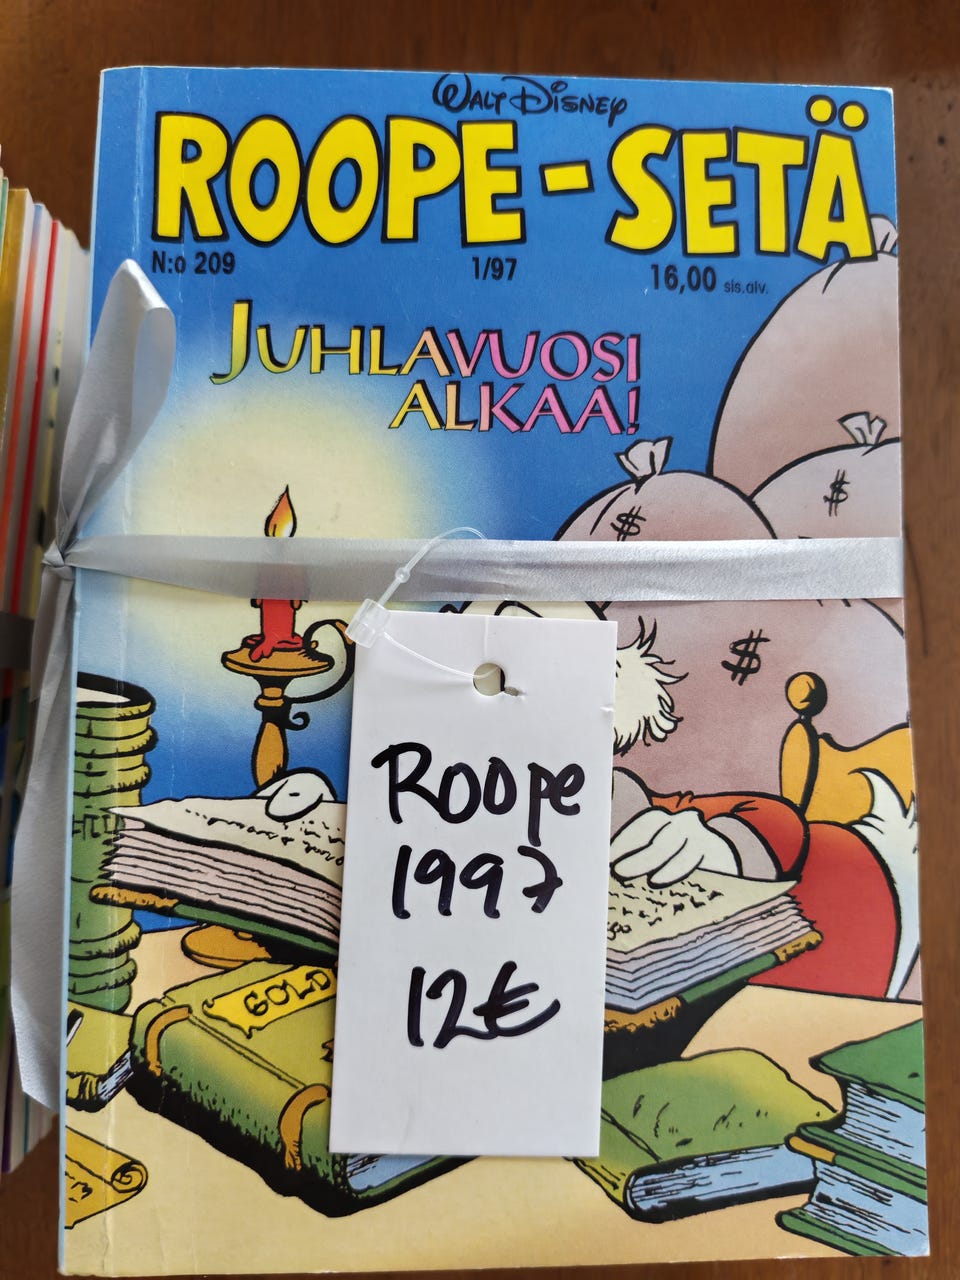 WALT DISNEY
ROOPE-SETÄ
N:o 209 1/97 16,00 sis.alv.
JUHLAVUOSI
ALKAA!
$
$
$
GOLD
Roope
1997
12€